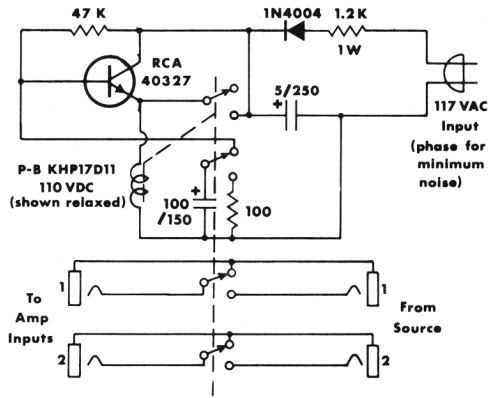 47 K
1N4004
1.2K
1W
RCA
40327
5/250
+
117 VAC
Input
(phase for
minimum
noise)
P-B KHP17D11
110 VDC
(shown relaxed)
+
100
/150
100
1
1
To
Amp
Inputs
From
Source
2
2